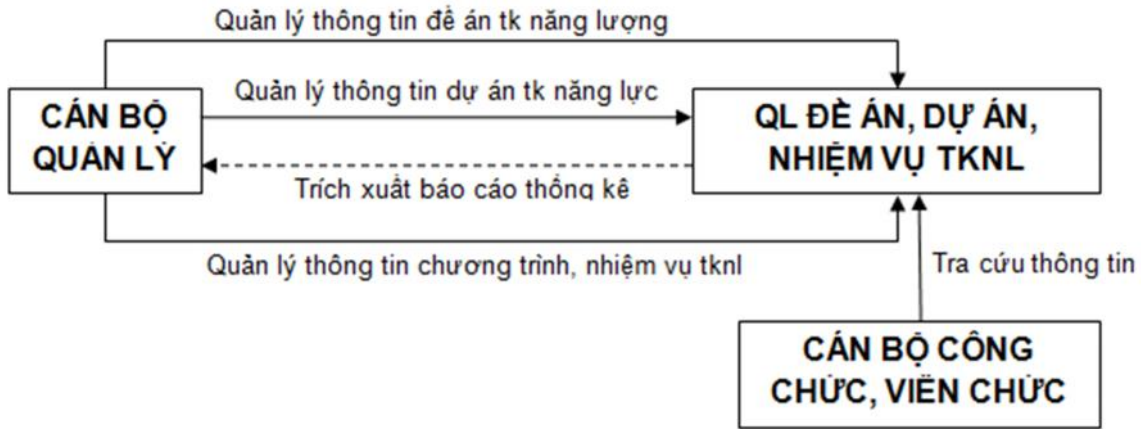 Quản lý thông tin đề án tk năng lượng
Quản lý thông tin dự án tk năng lực
CÁN BỘ
QUẢN LÝ
QL ĐỀ ÁN, DỰ ÁN,
NHIỆM VỤ TKNL
Trích xuất báo cáo thống kê
Quản lý thông tin chương trình, nhiệm vụ tknl
Tra cứu thông tin
CÁN BỘ CÔNG
CHỨC, VIÊN CHỨC